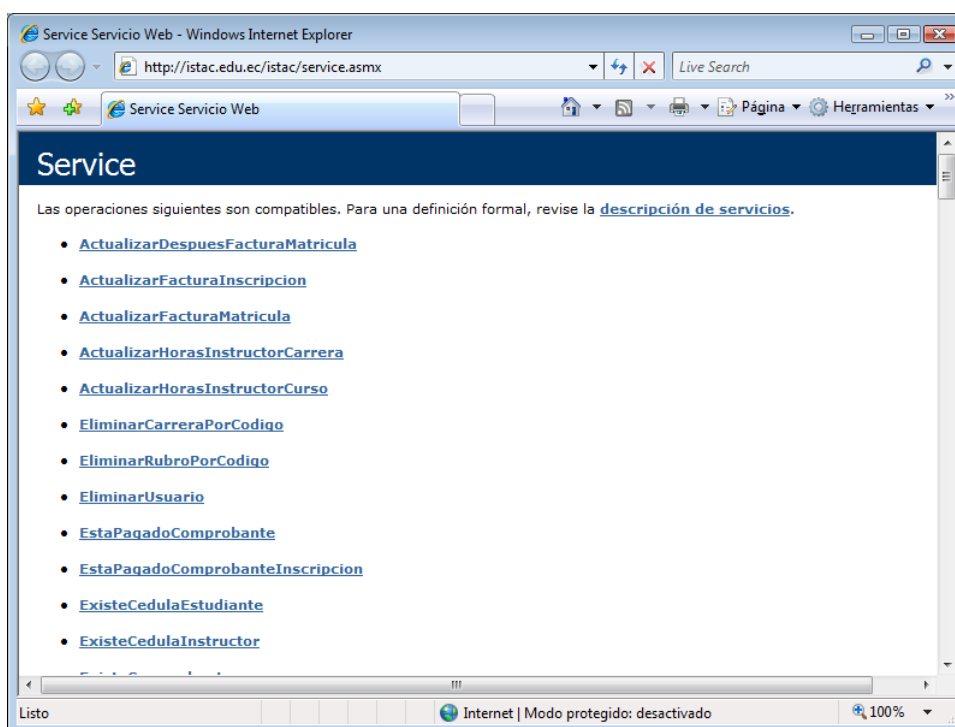 Service Servicio Web - Windows Internet Explorer
http://istac.edu.ec/istac/service.asmx
Live Search
Service Servicio Web
Página
Herramientas
Service
Las operaciones siguientes son compatibles. Para una definición formal, revise la descripción de servicios.
ActualizarDespuesFacturaMatricula
ActualizarFacturaInscripcion
ActualizarFacturaMatricula
ActualizarHorasInstructorCarrera
ActualizarHorasInstructorCurso
EliminarCarreraPorCodigo
EliminarRubroPorCodigo
EliminarUsuario
EstaPagadoComprobante
EstaPagadoComprobanteInscripcion
ExisteCedulaEstudiante
ExisteCedulaInstructor
Listo
Internet | Modo protegido: desactivado
100%